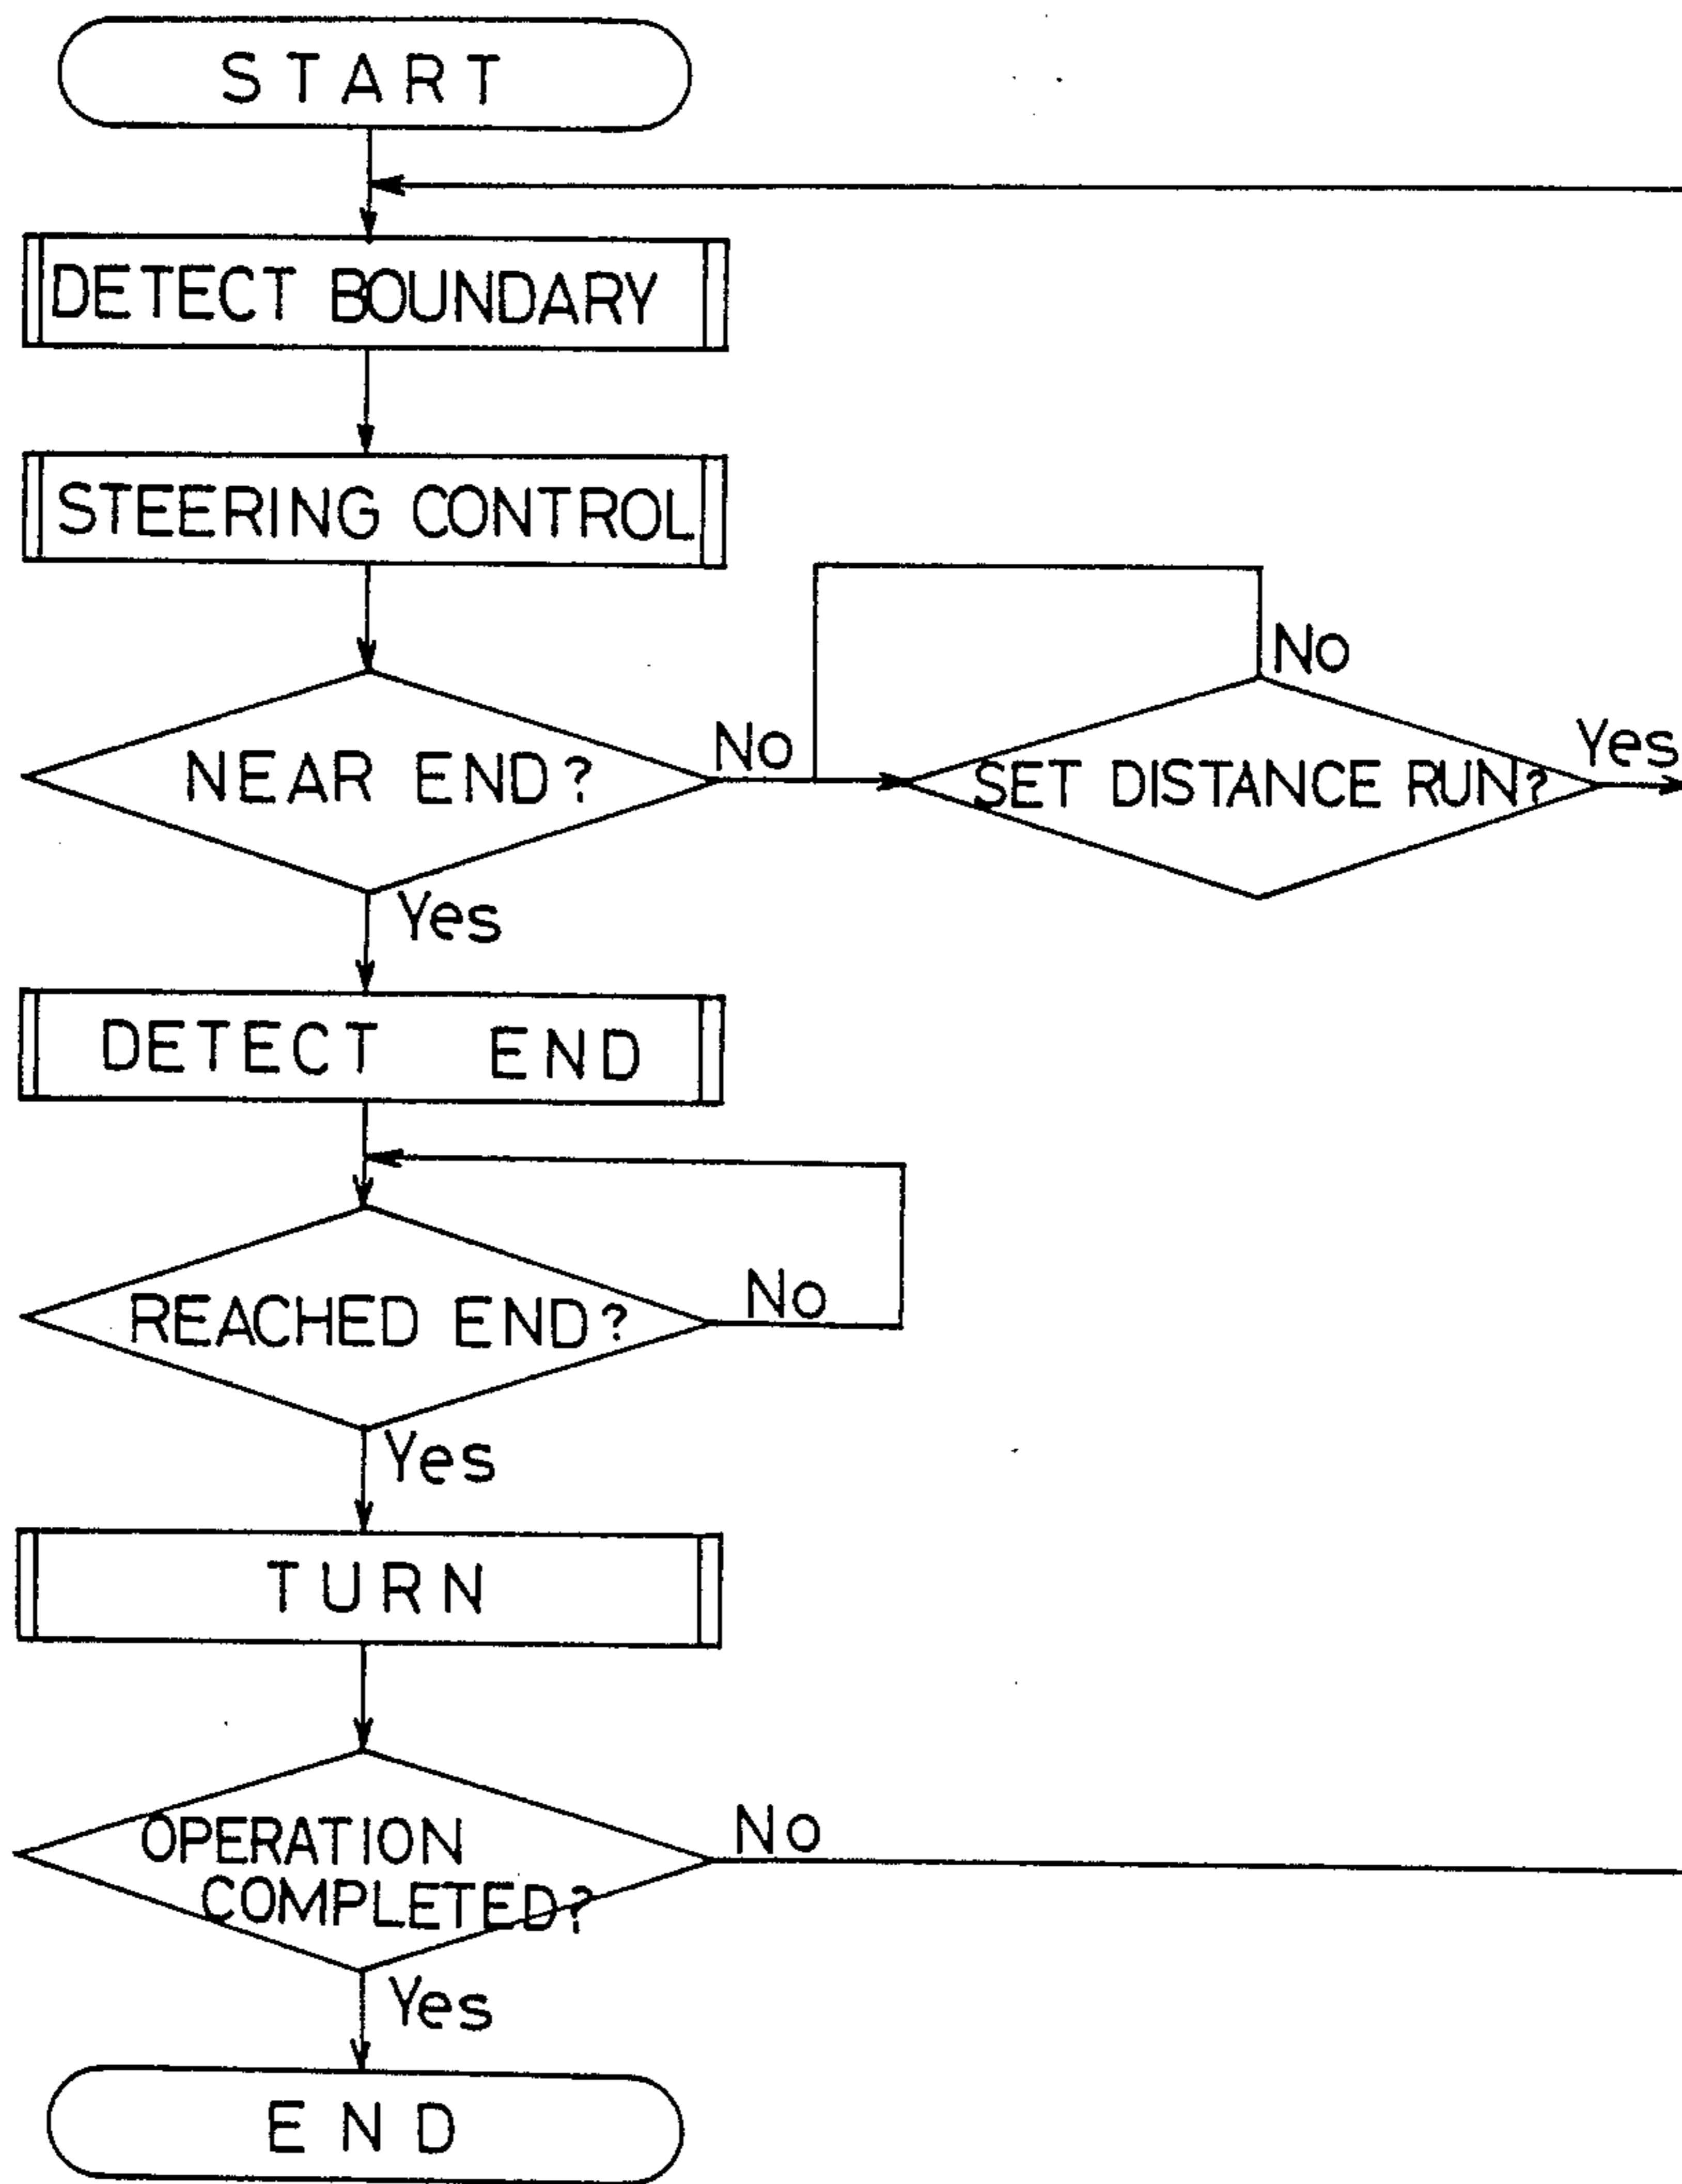 START
DETECT BOUNDARY
STEERING CONTROL
No
NEAR END?
No
SET DISTANCE RUN?
Yes
Yes
DETECT END
REACHED END?
No
Yes
TURN
OPERATION
COMPLETED?
No
Yes
END